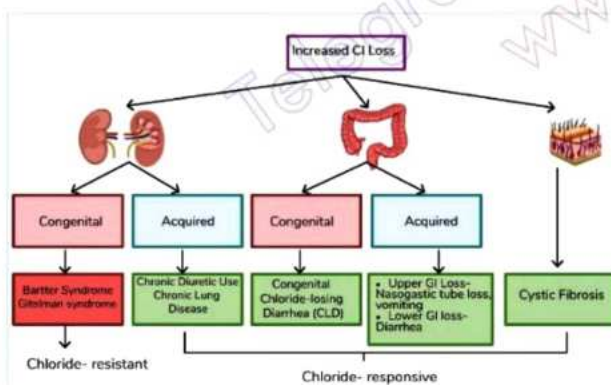 Increased Cl Loss
Congenital
Acquired
Congenital
Acquired
Bartter Syndrome
Gitelman syndrome
Chronic Diuretic Use
Chronic Lung
Disease
Congenital
Chloride-losing
Diarrhea (CLD)
• Upper GI Loss-
Nasogastic tube loss,
vomiting
• Lower GI loss-
Diarrhea
Cystic Fibrosis
Chloride- resistant
Chloride- responsive